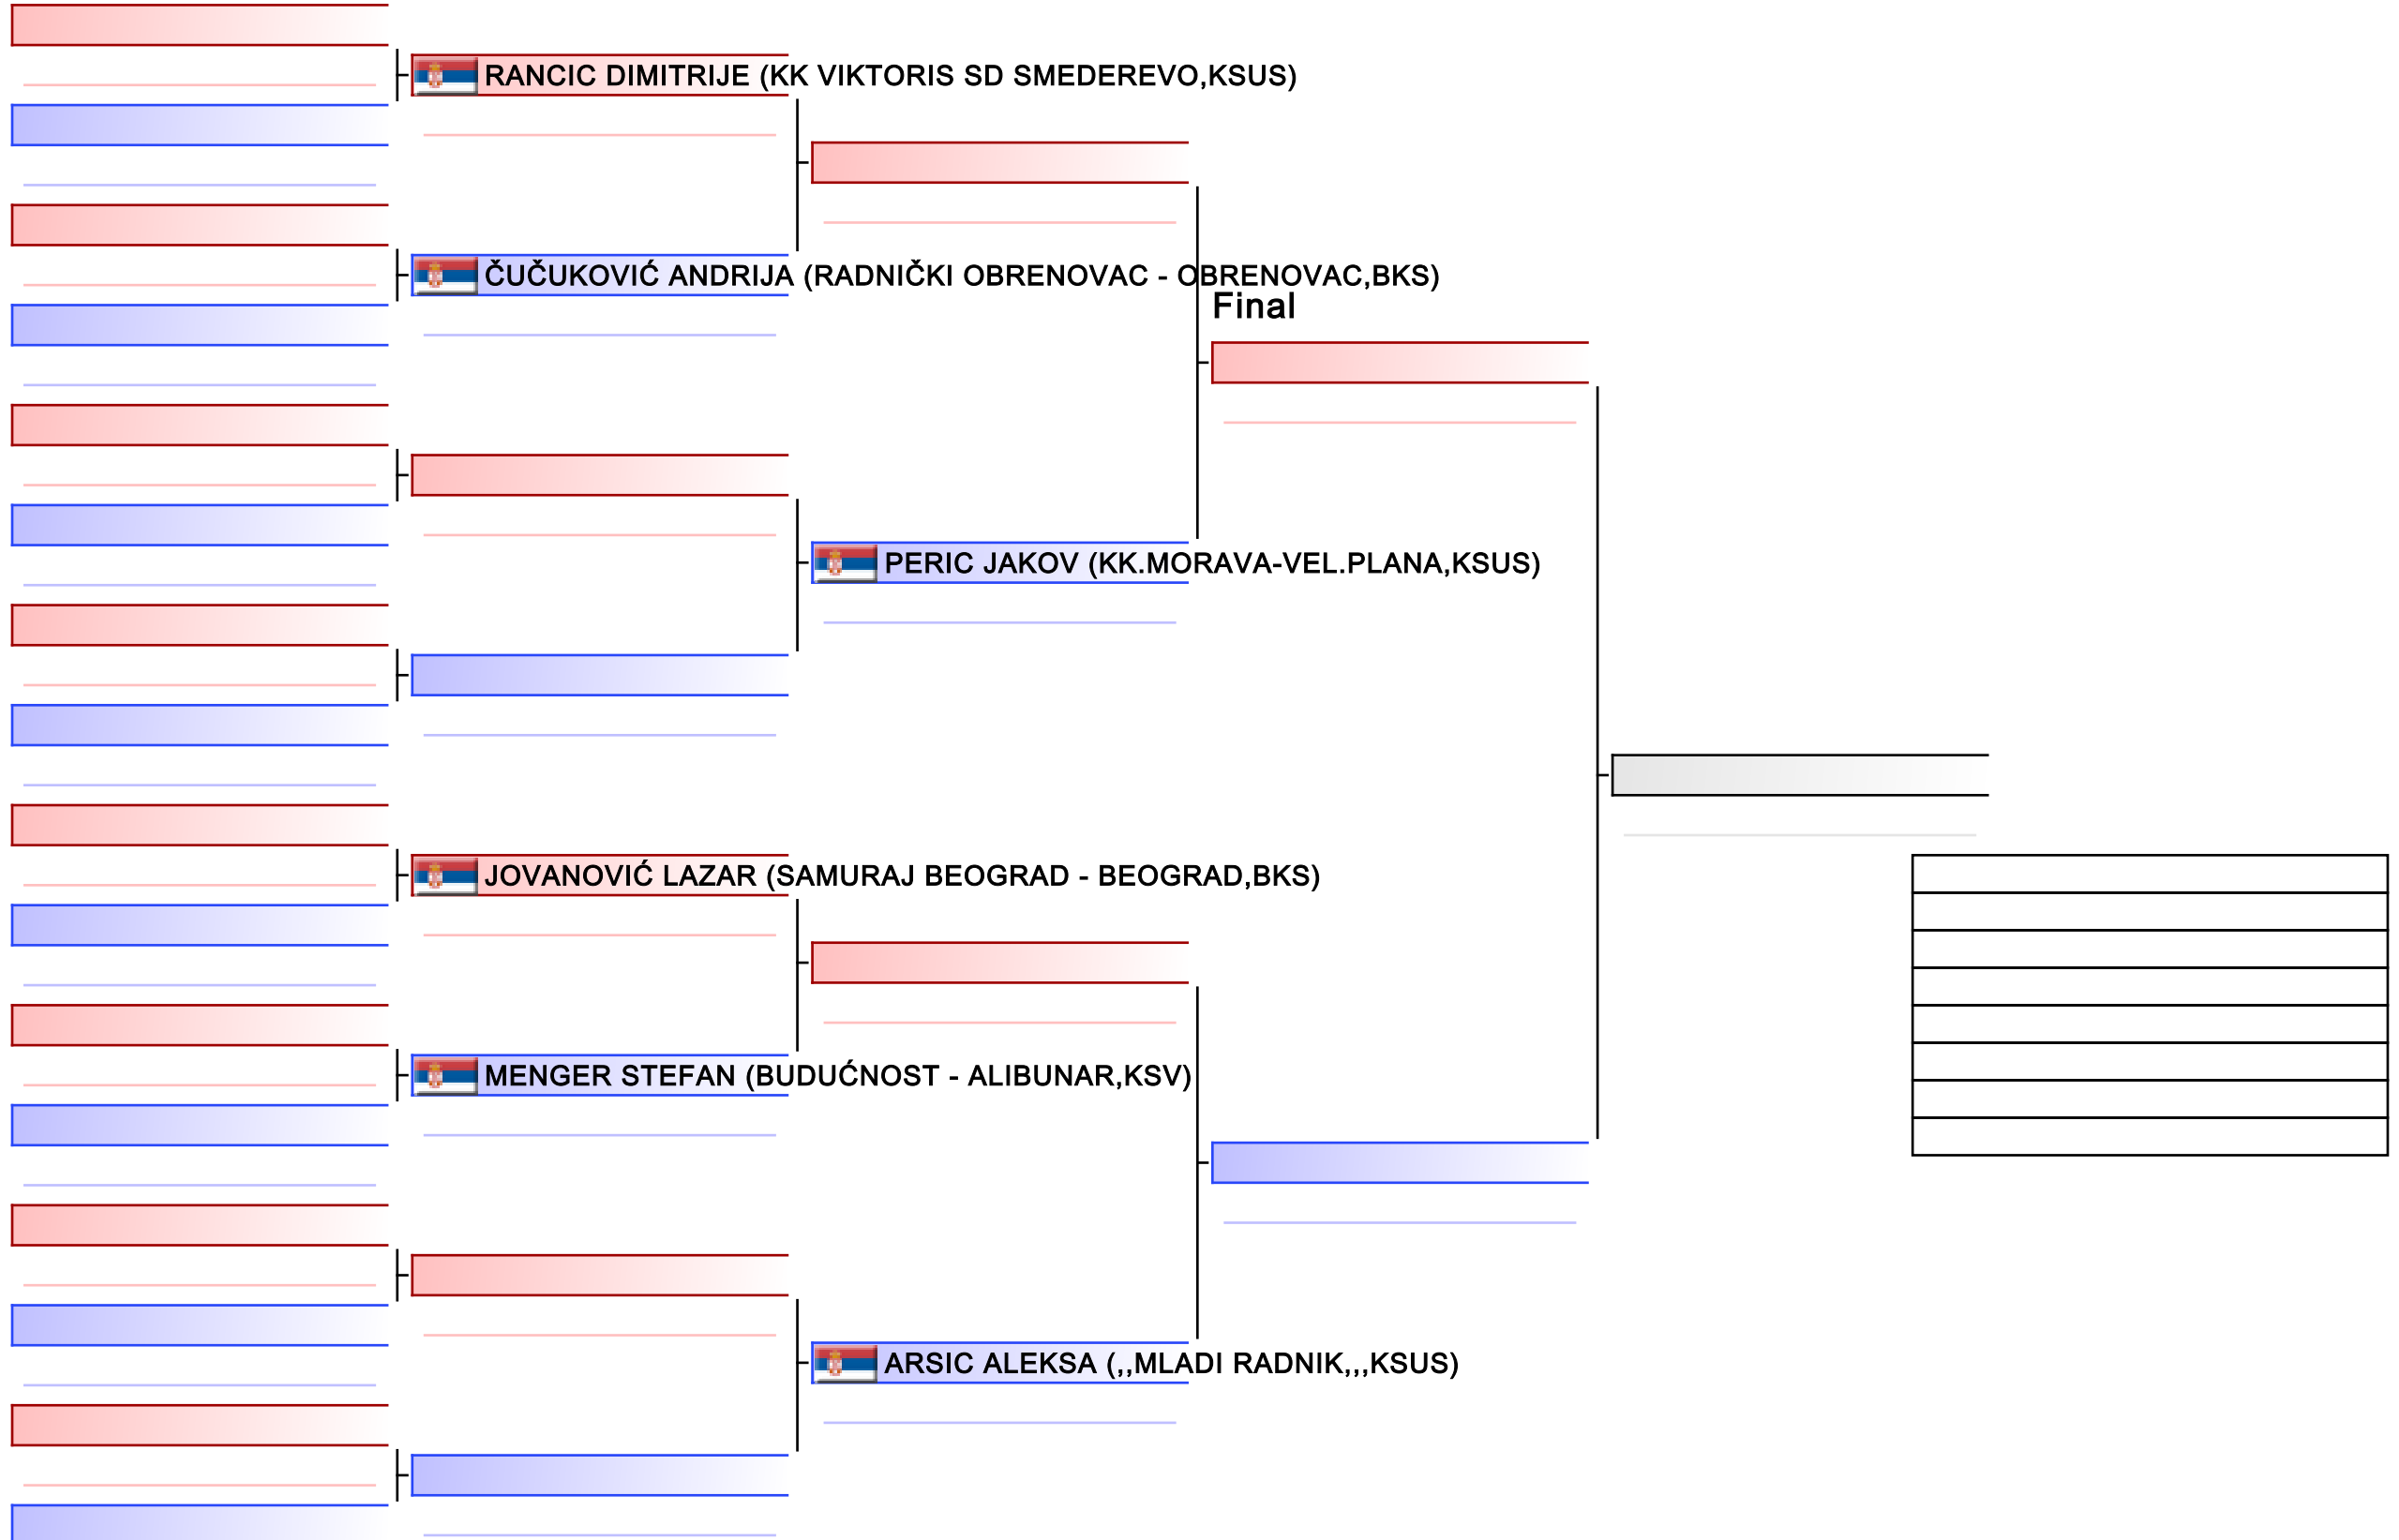 RANCIC DIMITRIJE (KK VIKTORIS SD SMEDEREVO,KSUS)
ČUČUKOVIĆ ANDRIJA (RADNIČKI OBRENOVAC - OBRENOVAC,BKS)
Final
PERIC JAKOV (KK.MORAVA-VEL.PLANA,KSUS)
JOVANOVIĆ LAZAR (SAMURAJ BEOGRAD - BEOGRAD,BKS)
MENGER STEFAN (BUDUĆNOST - ALIBUNAR,KSV)
ARSIC ALEKSA (,,MLADI RADNIK,,,KSUS)